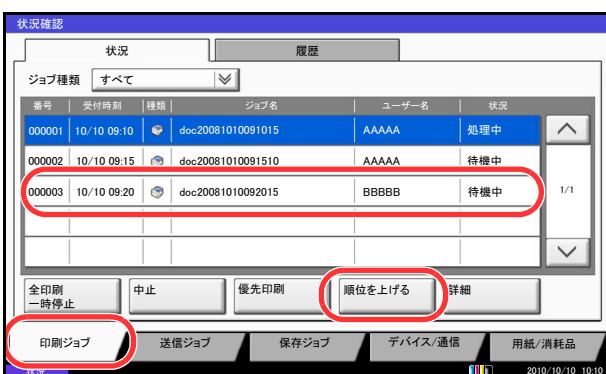 状況確認
状況 履歴
ジョブ種類 すべて
番号 受付時刻 種類 ジョブ名 ユーザー名 状況
000001 10/10 09:10 doc20081010091015 AAAAA 処理中
000002 10/10 09:15 doc20081010091510 AAAAA 待機中
000003 10/10 09:20 doc20081010092015 BBBBB 待機中
1/1
全印刷
一時停止
中止 優先印刷 順位を上げる 詳細
印刷ジョブ 送信ジョブ 保存ジョブ デバイス/通信 用紙/消耗品
状況 2010/10/10 10:10